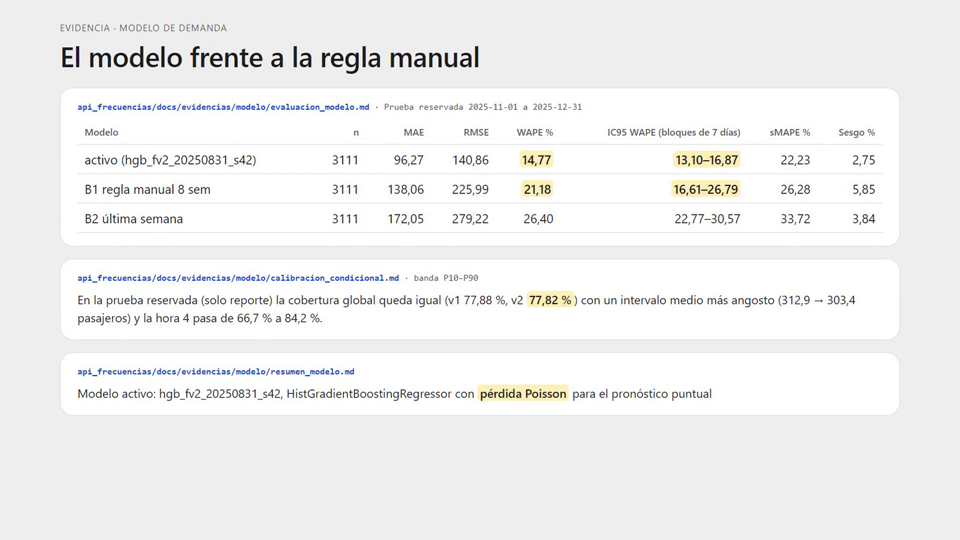 EVIDENCIA · MODELO DE DEMANDA
El modelo frente a la regla manual
api_frecuencias/docs/evidencias/modelo/evaluacion_modelo.md · Prueba reservada 2025-11-01 a 2025-12-31
Modelo n MAE RMSE WAPE % IC95 WAPE (bloques de 7 días) sMAPE % Sesgo %
activo (hgb_fv2_20250831_s42) 3111 96,27 140,86 14,77 13,10–16,87 22,23 2,75
B1 regla manual 8 sem 3111 138,06 225,99 21,18 16,61–26,79 26,28 5,85
B2 última semana 3111 172,05 279,22 26,40 22,77–30,57 33,72 3,84
api_frecuencias/docs/evidencias/modelo/calibracion_condicional.md · banda P10–P90
En la prueba reservada (solo reporte) la cobertura global queda igual (v1 77,88 %, v2 77,82 %) con un intervalo medio más angosto (312,9 → 303,4
pasajeros) y la hora 4 pasa de 66,7 % a 84,2 %.
api_frecuencias/docs/evidencias/modelo/resumen_modelo.md
Modelo activo: hgb_fv2_20250831_s42, HistGradientBoostingRegressor con pérdida Poisson para el pronóstico puntual